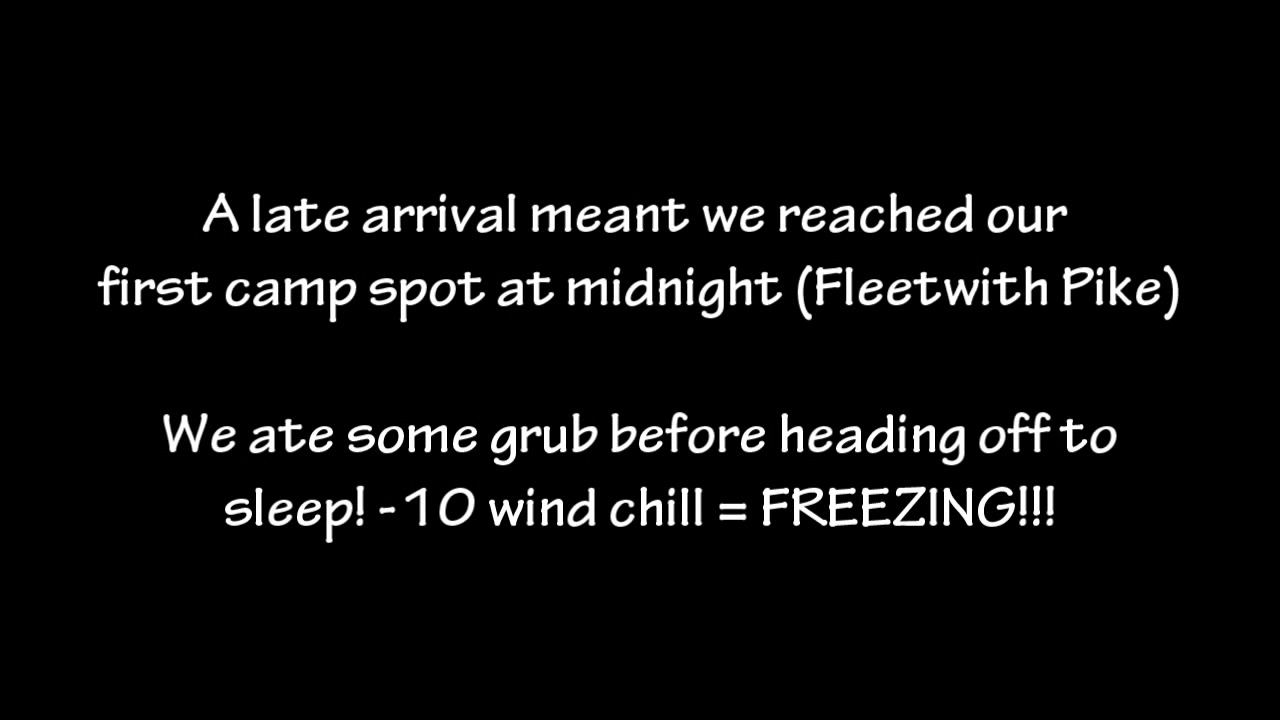 A late arrival meant we reached our
first camp spot at midnight (Fleetwith Pike)
We ate some grub before heading off to
sleep! -10 wind chill = FREEZING!!!